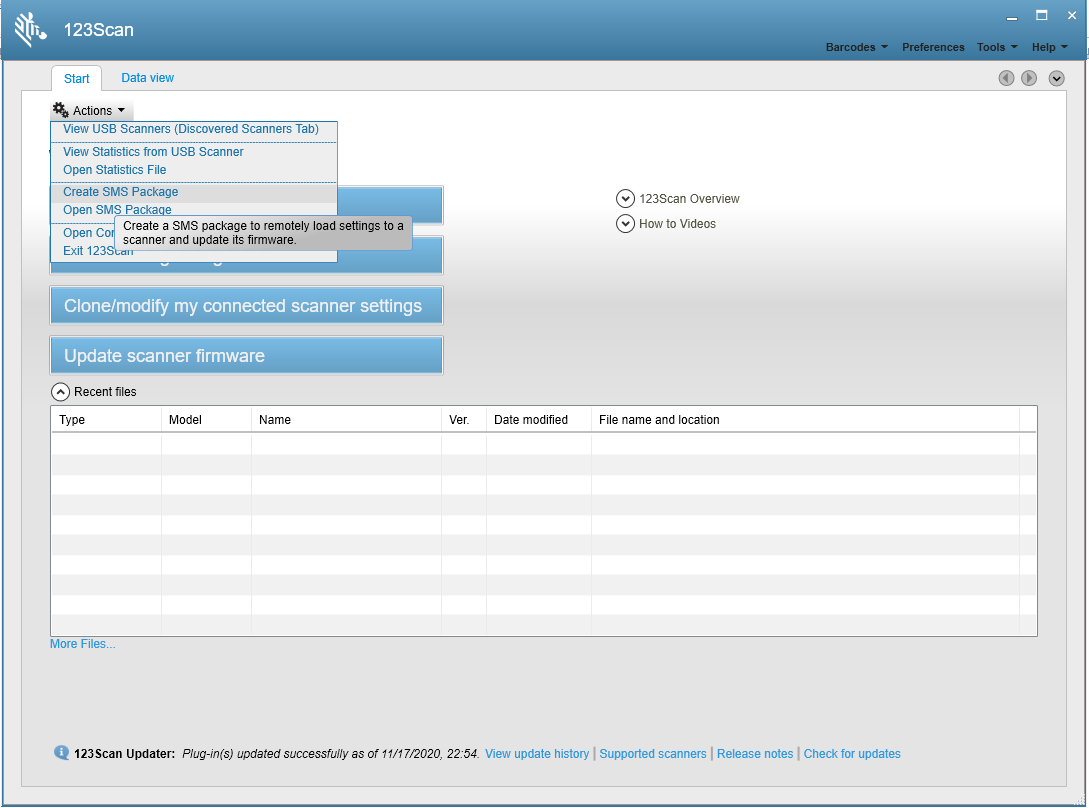 123Scan
Barcodes Preferences Tools Help
Start Data view
Actions
View USB Scanners (Discovered Scanners Tab)
View Statistics from USB Scanner
Open Statistics File
Create SMS Package
Open SMS Package
Create a SMS package to remotely load settings to a
scanner and update its firmware.
Open
Exit 123Scan
123Scan Overview
How to Videos
Clone/modify my connected scanner settings
Update scanner firmware
Recent files
Type Model Name Ver. Date modified File name and location
More Files...
123Scan Updater: Plug-in(s) updated successfully as of 11/17/2020, 22:54. View update history | Supported scanners | Release notes | Check for updates